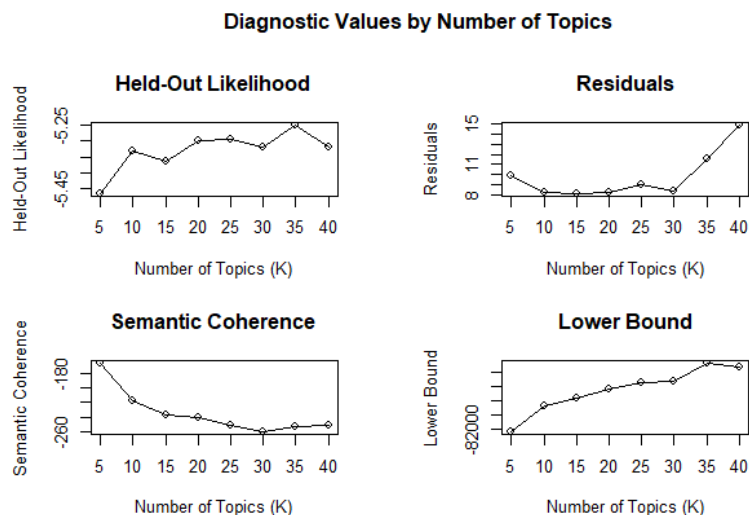 Diagnostic Values by Number of Topics
Held-Out Likelihood
Held-Out Likelihood
-5.25
-5.45
5 10 15 20 25 30 35 40
Number of Topics (K)
Residuals
Residuals
15
11
8
5 10 15 20 25 30 35 40
Number of Topics (K)
Semantic Coherence
Semantic Coherence
-180
-260
5 10 15 20 25 30 35 40
Number of Topics (K)
Lower Bound
Lower Bound
-82000
5 10 15 20 25 30 35 40
Number of Topics (K)